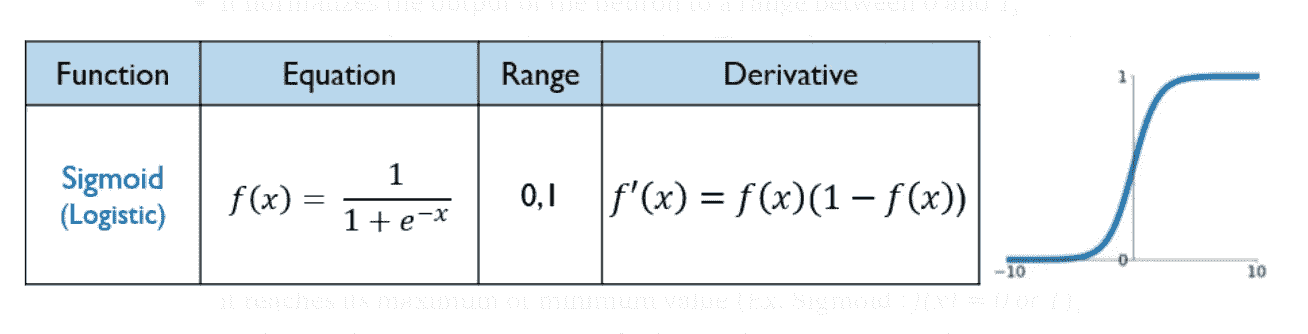 It normalizes the output of the neuron to a range between 0 and 1,
Function Equation Range Derivative
Sigmoid
(Logistic)
f(x) = 1 / (1 + e^{-x})
0,1
f'(x) = f(x)(1 − f(x))
1
0
-10 10
it reaches its maximum or minimum value (Ex. Sigmoid : f(x) = 0 or 1),